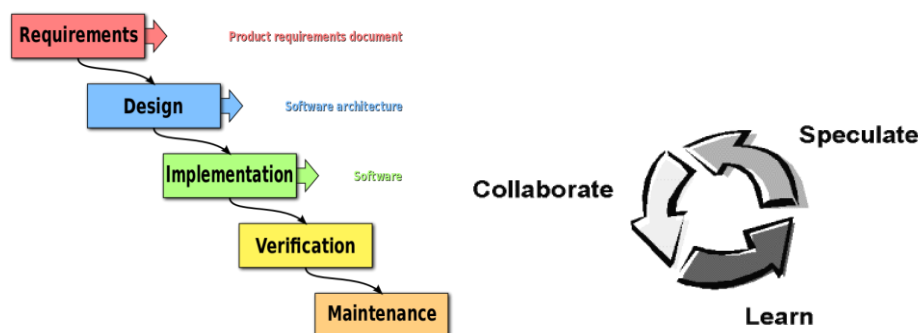 Requirements
Product requirements document
Design
Software architecture
Implementation
Software
Verification
Maintenance
Speculate
Collaborate
Learn